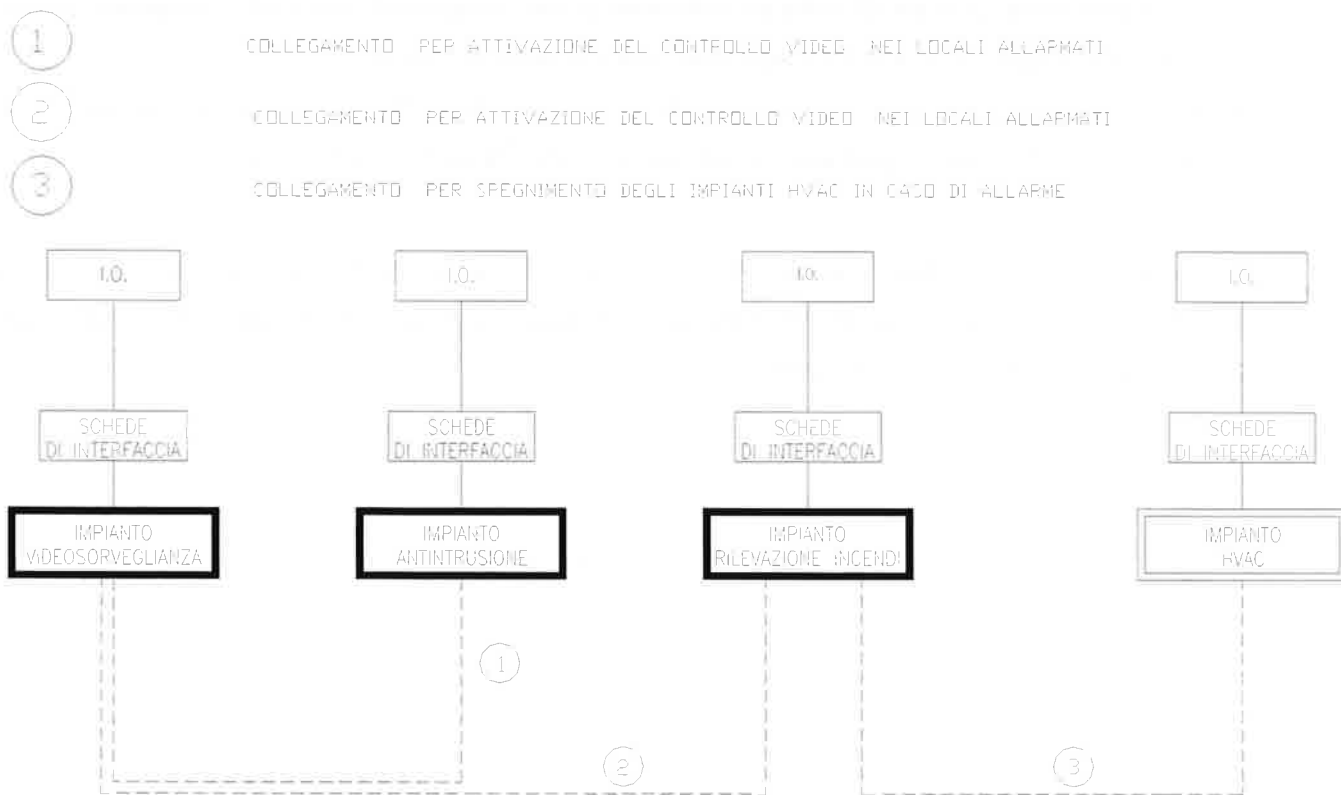 1
COLLEGAMENTO PER ATTIVAZIONE DEL CONTROLLO VIDEO NEI LOCALI ALLARMATI
2
COLLEGAMENTO PER ATTIVAZIONE DEL CONTROLLO VIDEO NEI LOCALI ALLARMATI
3
COLLEGAMENTO PER SPEGNIMENTO DEGLI IMPIANTI HVAC IN CASO DI ALLARME
I.O.
I.O.
I.O.
I.O.
SCHEDE
DI INTERFACCIA
SCHEDE
DI INTERFACCIA
SCHEDE
DI INTERFACCIA
SCHEDE
DI INTERFACCIA
IMPIANTO
VIDEOSORVEGLIANZA
IMPIANTO
ANTINTRUSIONE
IMPIANTO
RILEVAZIONE INCENDI
IMPIANTO
HVAC
1
2
3